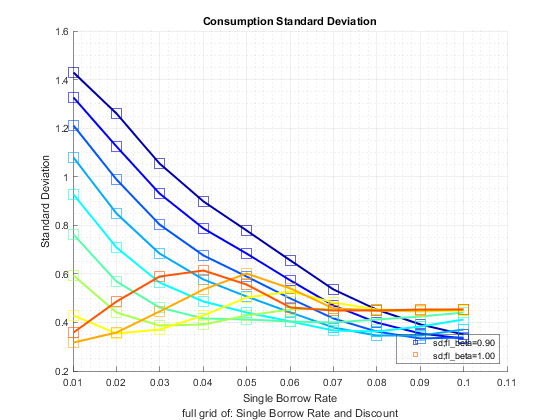 Consumption Standard Deviation
1.6
1.4
1.2
1
0.8
0.6
0.4
0.2
Standard Deviation
sd;fl_beta=0.90
sd;fl_beta=1.00
0.01 0.02 0.03 0.04 0.05 0.06 0.07 0.08 0.09 0.1 0.11
Single Borrow Rate
full grid of: Single Borrow Rate and Discount